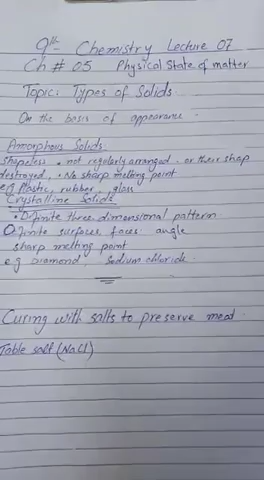 9th Chemistry Lecture 07
Ch # 05 Physical State of matter
Topic: Types of Solids
On the basis of appearance.
Amorphous Solids
Shapeless • not regularly arranged. or their shap
destroyed, • No sharp melting point
e.g Plastic, rubber, glass
Crystalline Solids
• Difinite three dimensional pattern
Difinite surfaces, faces, angle
sharp melting point
e g Diamond Sodium chloride.
Curing with salts to preserve meat.
Table salt (NaCl)